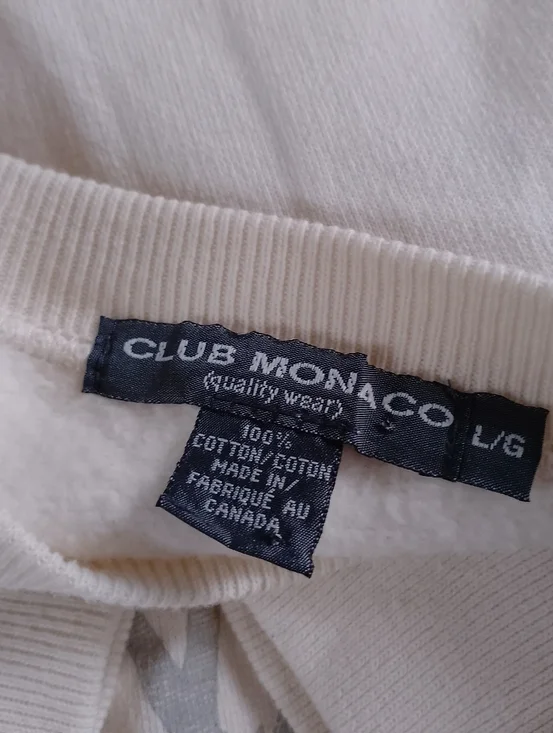 CLUB MONACO
(quality wear)
L/G
100%
COTTON/COTON
MADE IN/
FABRIQUÉ AU
CANADA